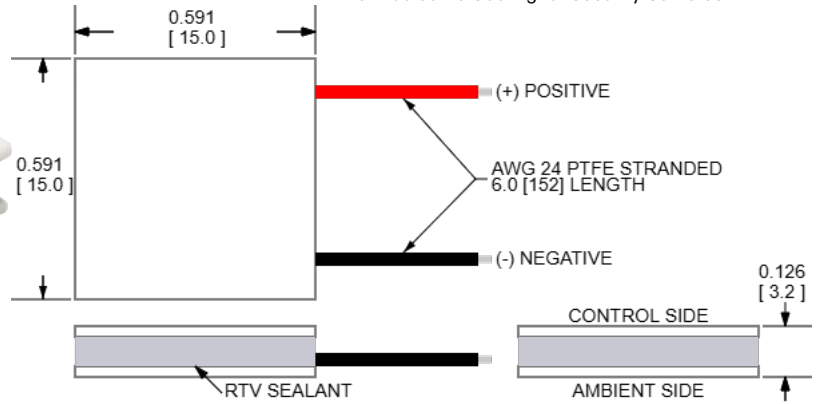 0.591
[ 15.0 ]
(+) POSITIVE
0.591
[ 15.0 ]
AWG 24 PTFE STRANDED
6.0 [152] LENGTH
(-) NEGATIVE
0.126
[ 3.2 ]
CONTROL SIDE
RTV SEALANT
AMBIENT SIDE